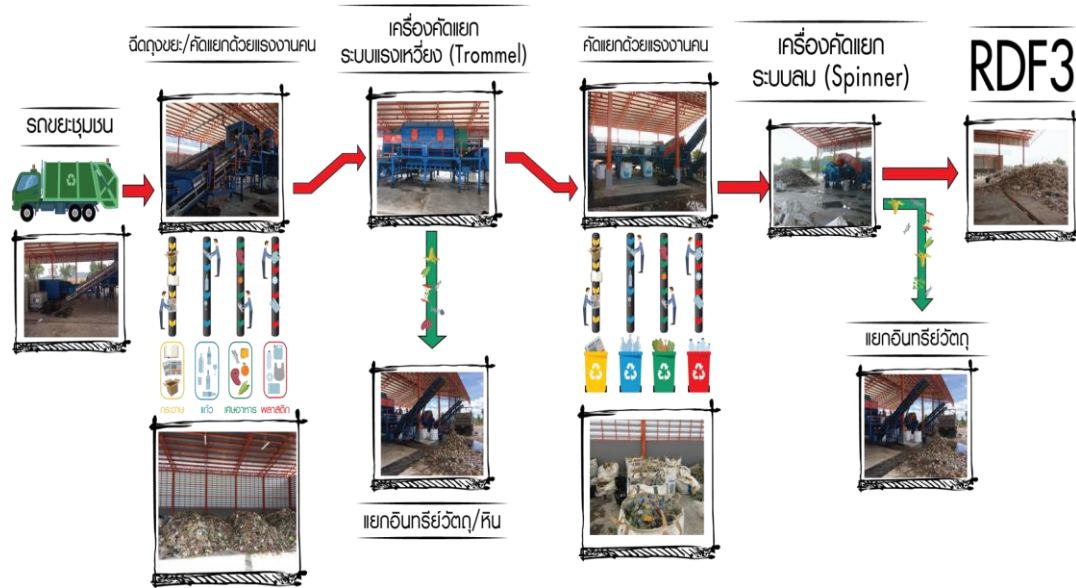 รถขยะชุมชน
ฉีดถุงขยะ/คัดแยกด้วยแรงงานคน
เครื่องคัดแยก
ระบบแรงเหวี่ยง (Trommel)
คัดแยกด้วยแรงงานคน
เครื่องคัดแยก
ระบบลม (Spinner)
RDF3
กระดาษ
แก้ว
เศษอาหาร
พลาสติก
แยกอินทรีย์วัตถุ/หิน
แยกอินทรีย์วัตถุ